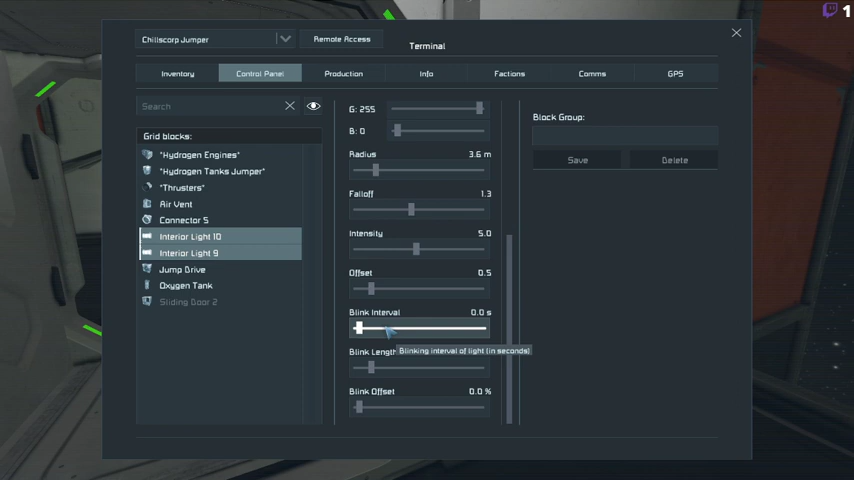 1
Chillscorp Jumper
Remote Access
Terminal
Inventory
Control Panel
Production
Info
Factions
Comms
GPS
Search
Grid blocks:
*Hydrogen Engines*
*Hydrogen Tanks Jumper*
*Thrusters*
Air Vent
Connector 5
Interior Light 10
Interior Light 9
Jump Drive
Oxygen Tank
Sliding Door 2
G: 255
B: 0
Radius 3.6 m
Falloff 1.3
Intensity 5.0
Offset 0.5
Blink Interval 0.0 s
Blinking interval of light (in seconds)
Blink Length
Blink Offset 0.0 %
Block Group:
Save
Delete